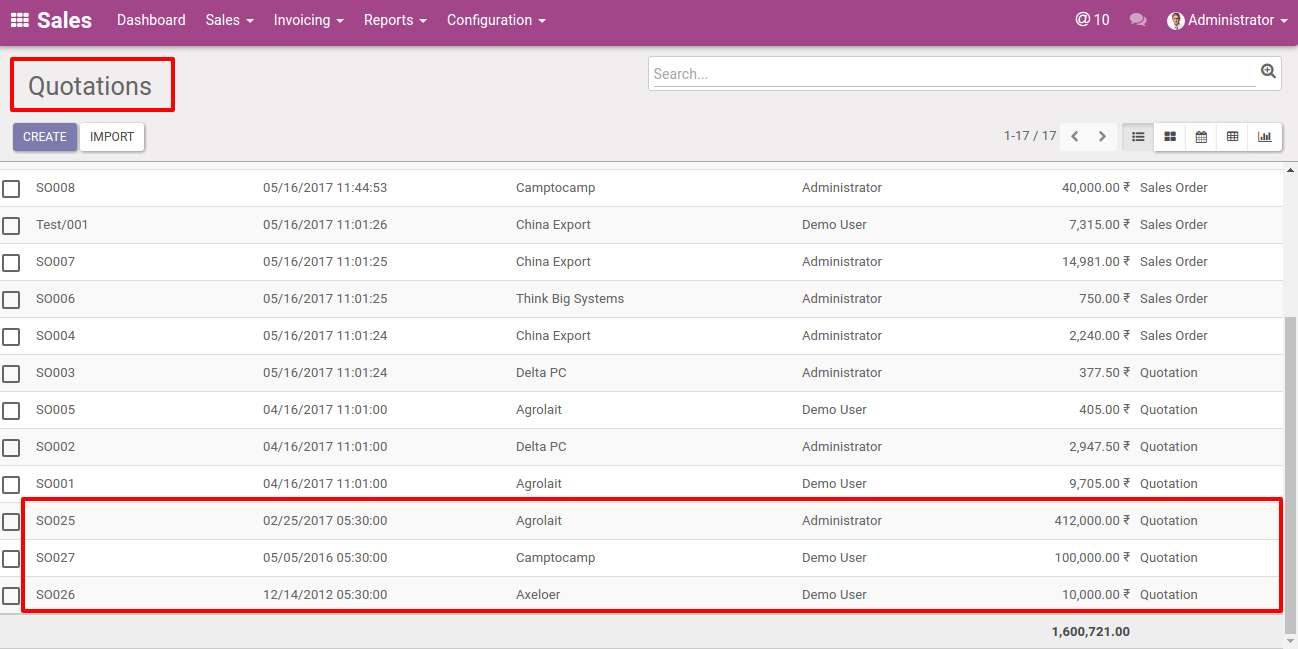 Sales Dashboard Sales Invoicing Reports Configuration @ 10 Administrator
Quotations
Search...
CREATE IMPORT
1-17 / 17
SO008 05/16/2017 11:44:53 Camptocamp Administrator 40,000.00 ₹ Sales Order
Test/001 05/16/2017 11:01:26 China Export Demo User 7,315.00 ₹ Sales Order
SO007 05/16/2017 11:01:25 China Export Administrator 14,981.00 ₹ Sales Order
SO006 05/16/2017 11:01:25 Think Big Systems Administrator 750.00 ₹ Sales Order
SO004 05/16/2017 11:01:24 China Export Administrator 2,240.00 ₹ Sales Order
SO003 05/16/2017 11:01:24 Delta PC Administrator 377.50 ₹ Quotation
SO005 04/16/2017 11:01:00 Agrolait Demo User 405.00 ₹ Quotation
SO002 04/16/2017 11:01:00 Delta PC Administrator 2,947.50 ₹ Quotation
SO001 04/16/2017 11:01:00 Agrolait Demo User 9,705.00 ₹ Quotation
SO025 02/25/2017 05:30:00 Agrolait Administrator 412,000.00 ₹ Quotation
SO027 05/05/2016 05:30:00 Camptocamp Demo User 100,000.00 ₹ Quotation
SO026 12/14/2012 05:30:00 Axeloer Demo User 10,000.00 ₹ Quotation
1,600,721.00